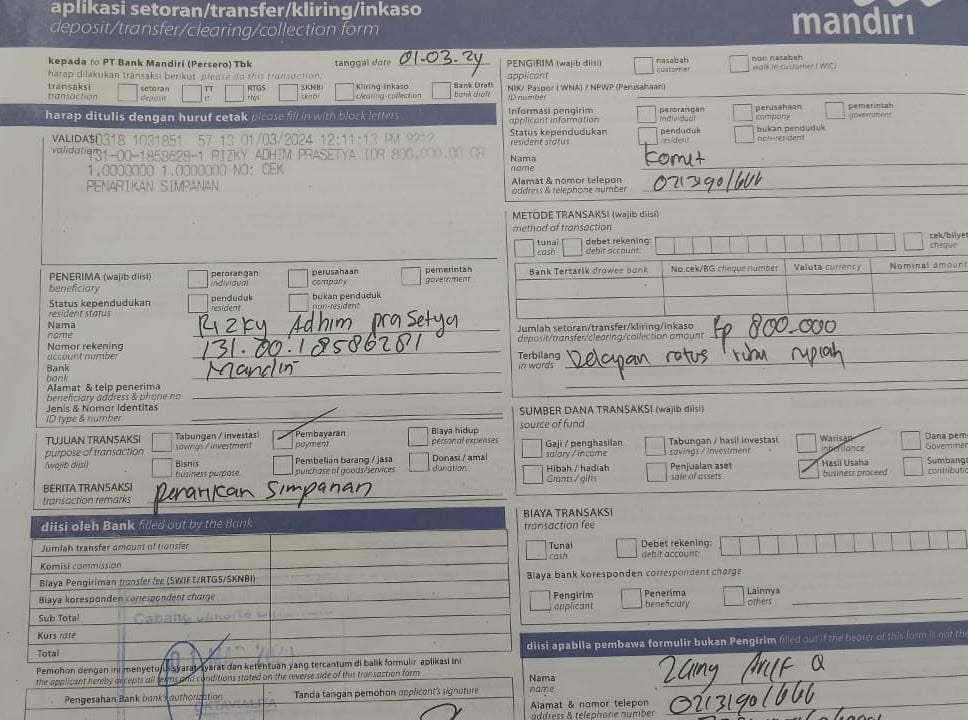 aplikasi setoran/transfer/kliring/inkaso
deposit/transfer/clearing/collection form
mandiri
kepada to PT Bank Mandiri (Persero) Tbk tanggal date 01.03.24
harap dilakukan transaksi berikut please do this transaction:
transaksi setoran TT RTGS SKNBI Kliring-inkaso Bank Draft
transaction deposit tt rtgs sknbi clearing-collection bank draft
harap ditulis dengan huruf cetak please fill in with block letters
VALIDAS 0318 1031851 57 13 01/03/2024 12:11:13 PM 9212
validation 131-00-1858628-1 RIZKY ADHIM PRASETYA IDR 800,000.00 CR
1.0000000 1.0000000 NO: CEK
PENARIKAN SIMPANAN
PENERIMA (wajib diisi) perorangan perusahaan pemerintah
beneficiary individual company government
Status kependudukan penduduk bukan penduduk
resident status resident non-resident
Nama Rizky Adhim prasetya
name
Nomor rekening 131.00.18586281
account number
Bank Mandiri
bank
Alamat & telp penerima
beneficiary address & phone no
Jenis & Nomor Identitas
ID type & number
TUJUAN TRANSAKSI Tabungan / investasi Pembayaran Biaya hidup
purpose of transaction savings / investment payment personal expenses
(wajib diisi) Bisnis Pembelian barang / jasa Donasi / amal
business purpose purchase of goods/services donation
BERITA TRANSAKSI penarikan simpanan
transaction remarks
diisi oleh Bank filled out by the Bank
Jumlah transfer amount of transfer
Komisi commission
Biaya Pengiriman transfer fee (SWIFT/RTGS/SKNBI)
Biaya koresponden correspondent charge
Sub Total
Cabang
Kurs rate
Total
Pemohon dengan ini menyetujui syarat-syarat dan ketentuan yang tercantum di balik formulir aplikasi ini
the applicant hereby accepts all terms and conditions stated on the reverse side of this transaction form
Pengesahan Bank bank's authorization Tanda tangan pemohon applicant's signature
OKTAVIALITA
PENGIRIM (wajib diisi) nasabah non nasabah
applicant customer walk in customer (WIC)
NIK/ Paspor (WNA) / NPWP (Perusahaan)
ID number
Informasi pengirim perorangan perusahaan pemerintah
applicant information individual company government
Status kependudukan penduduk bukan penduduk
resident status resident non-resident
Nama Komit
name
Alamat & nomor telepon 0213190/666
address & telephone number
METODE TRANSAKSI (wajib diisi)
method of transaction
tunai debet rekening: cek/bilyet
cash debit account: cheque
Bank Tertarik drawee bank No.cek/BG cheque number Valuta currency Nominal amount
Jumlah setoran/transfer/kliring/inkaso Rp 800.000
deposit/transfer/clearing/collection amount
Terbilang Delapan ratus ribu rupiah
in words
SUMBER DANA TRANSAKSI (wajib diisi)
source of fund
Gaji / penghasilan Tabungan / hasil investasi Warisan Dana pem
salary / income savings / investment inheritance Governmen
Hibah / hadiah Penjualan aset Hasil Usaha Sumbang
Grants / gifts sale of assets business proceed contributio
BIAYA TRANSAKSI
transaction fee
Tunai Debet rekening:
cash debit account:
Biaya bank koresponden correspondent charge
Pengirim Penerima Lainnya
applicant beneficiary others
diisi apabila pembawa formulir bukan Pengirim filled out if the bearer of this form is not the
Nama Arif Q
name
Alamat & nomor telepon 0213190/666
address & telephone number